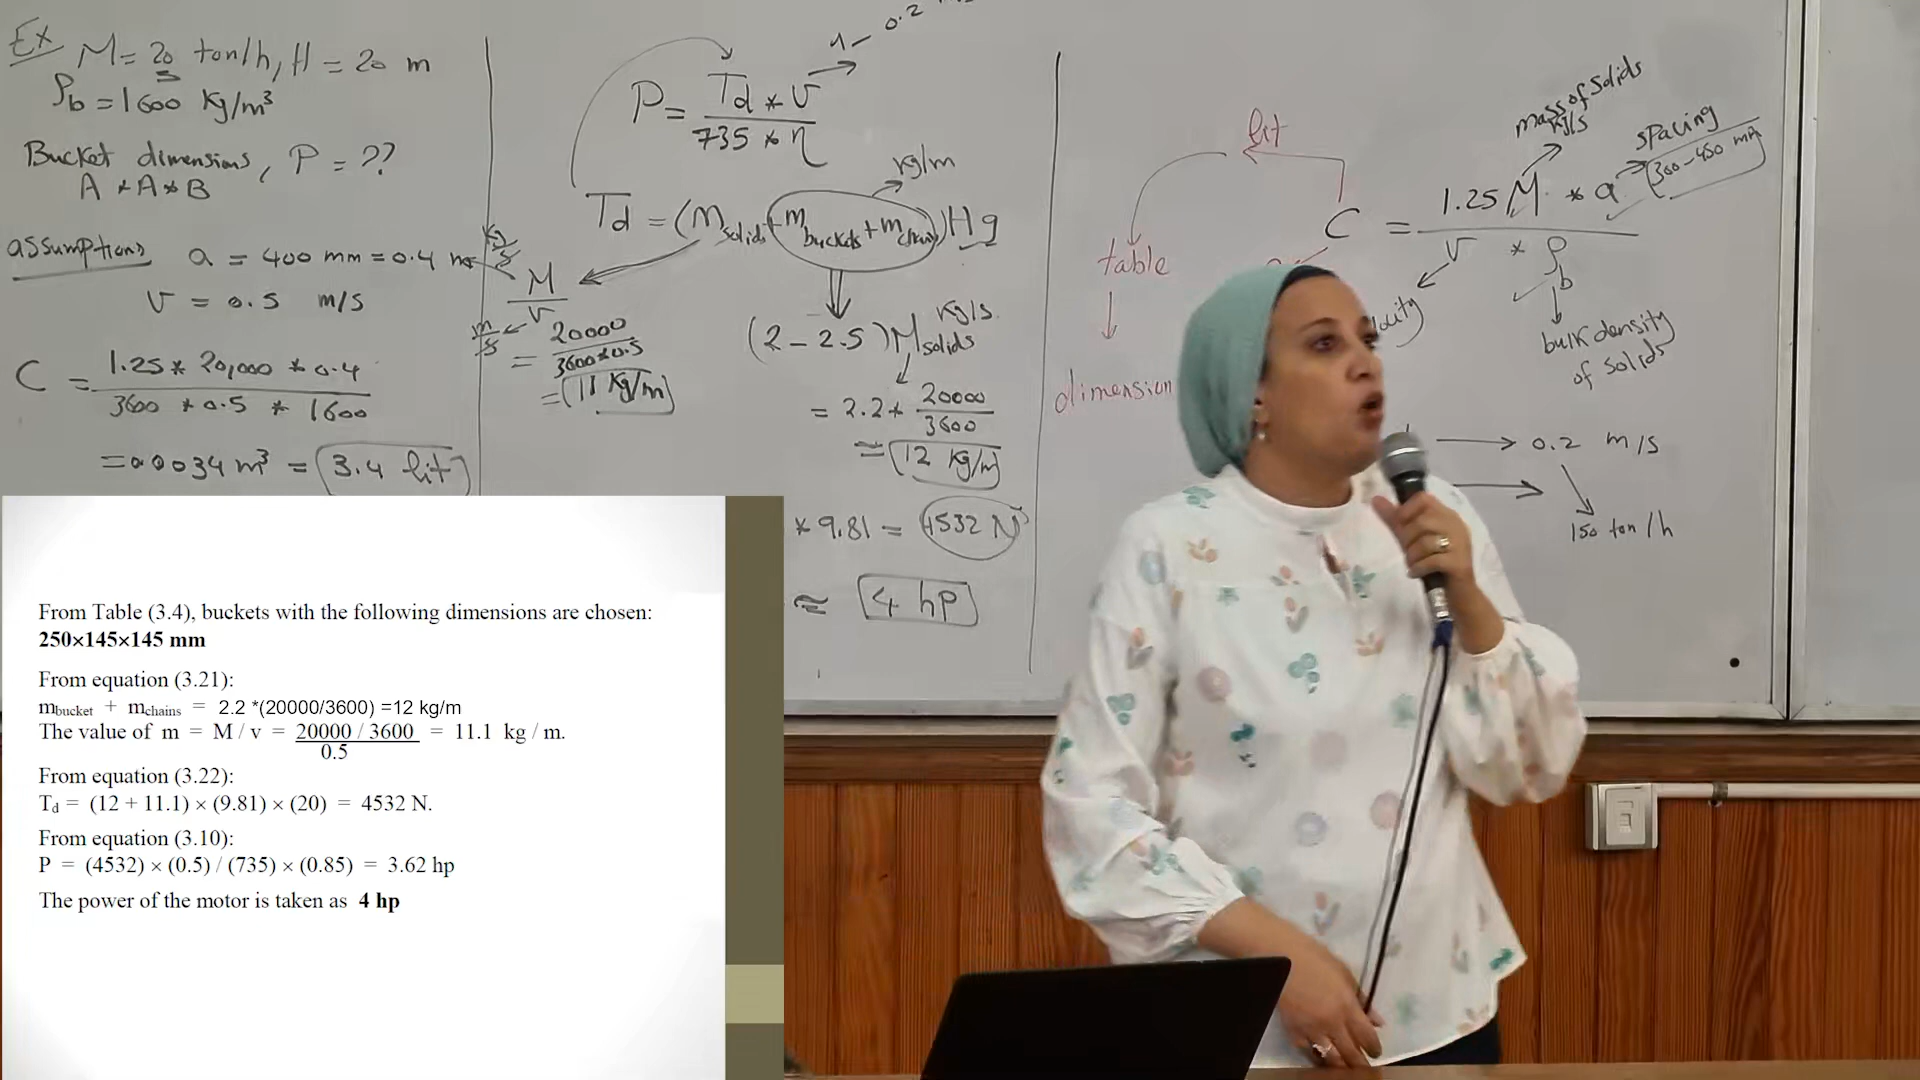 Ex M = 20 ton/h, H = 20 m
ρb = 1600 kg/m³
Bucket dimensions, P = ??
A * A * B
assumptions a = 400 mm = 0.4 m
v = 0.5 m/s
C = 1.25 * 20,000 * 0.4
3600 * 0.5 * 1600
= 0.0034 m³ = 3.4 lit
1 – 0.2
P = Td * v
735 * η
kg/m
Td = (m solids + m buckets + m chains) H g
kg/s
M
v
m/s
= 20000
3600*0.5
= 11 kg/m
(2 – 2.5) M solids kg/s
= 2.2 * 20000
3600
≈ 12 kg/m
* 9.81 = 4532 N
≈ 4 hp
lit
table
dimension
mass of solids
kg/s
spacing
(300 – 450 mm)
C = 1.25 M * a
v * ρb
bulk density
of solids
0.2 m/s
150 ton/h
From Table (3.4), buckets with the following dimensions are chosen:
250×145×145 mm
From equation (3.21):
mbucket + mchains = 2.2 *(20000/3600) =12 kg/m
The value of m = M / v = 20000 / 3600 = 11.1 kg / m.
0.5
From equation (3.22):
Td = (12 + 11.1) × (9.81) × (20) = 4532 N.
From equation (3.10):
P = (4532) × (0.5) / (735) × (0.85) = 3.62 hp
The power of the motor is taken as 4 hp